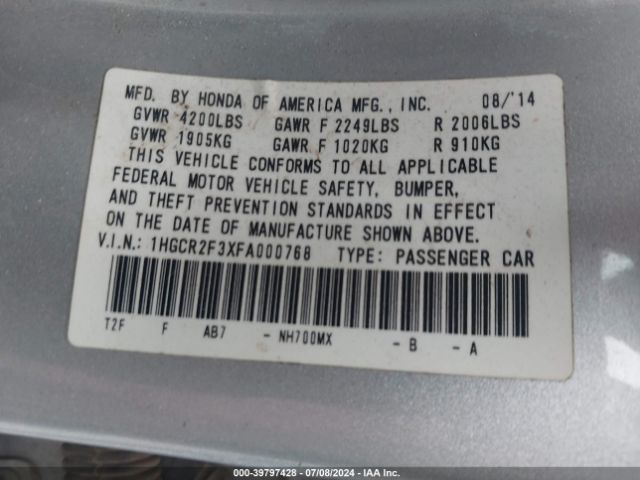 MFD. BY HONDA OF AMERICA MFG., INC. 08/'14
GVWR 4200LBS GAWR F 2249LBS R 2006LBS
GVWR 1905KG GAWR F 1020KG R 910KG
THIS VEHICLE CONFORMS TO ALL APPLICABLE
FEDERAL MOTOR VEHICLE SAFETY, BUMPER,
AND THEFT PREVENTION STANDARDS IN EFFECT
ON THE DATE OF MANUFACTURE SHOWN ABOVE.
V.I.N.: 1HGCR2F3XFA000768 TYPE: PASSENGER CAR
T2F F AB7 - NH700MX - B - A
000-39797428 - 07/08/2024 - IAA Inc.